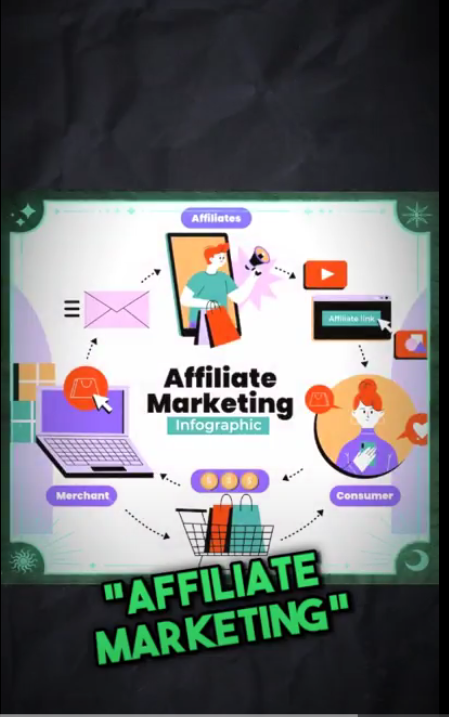 Affiliates
Affiliate link
Affiliate
Marketing
Infographic
Merchant
Consumer
$ $ $
"AFFILIATE
MARKETING"